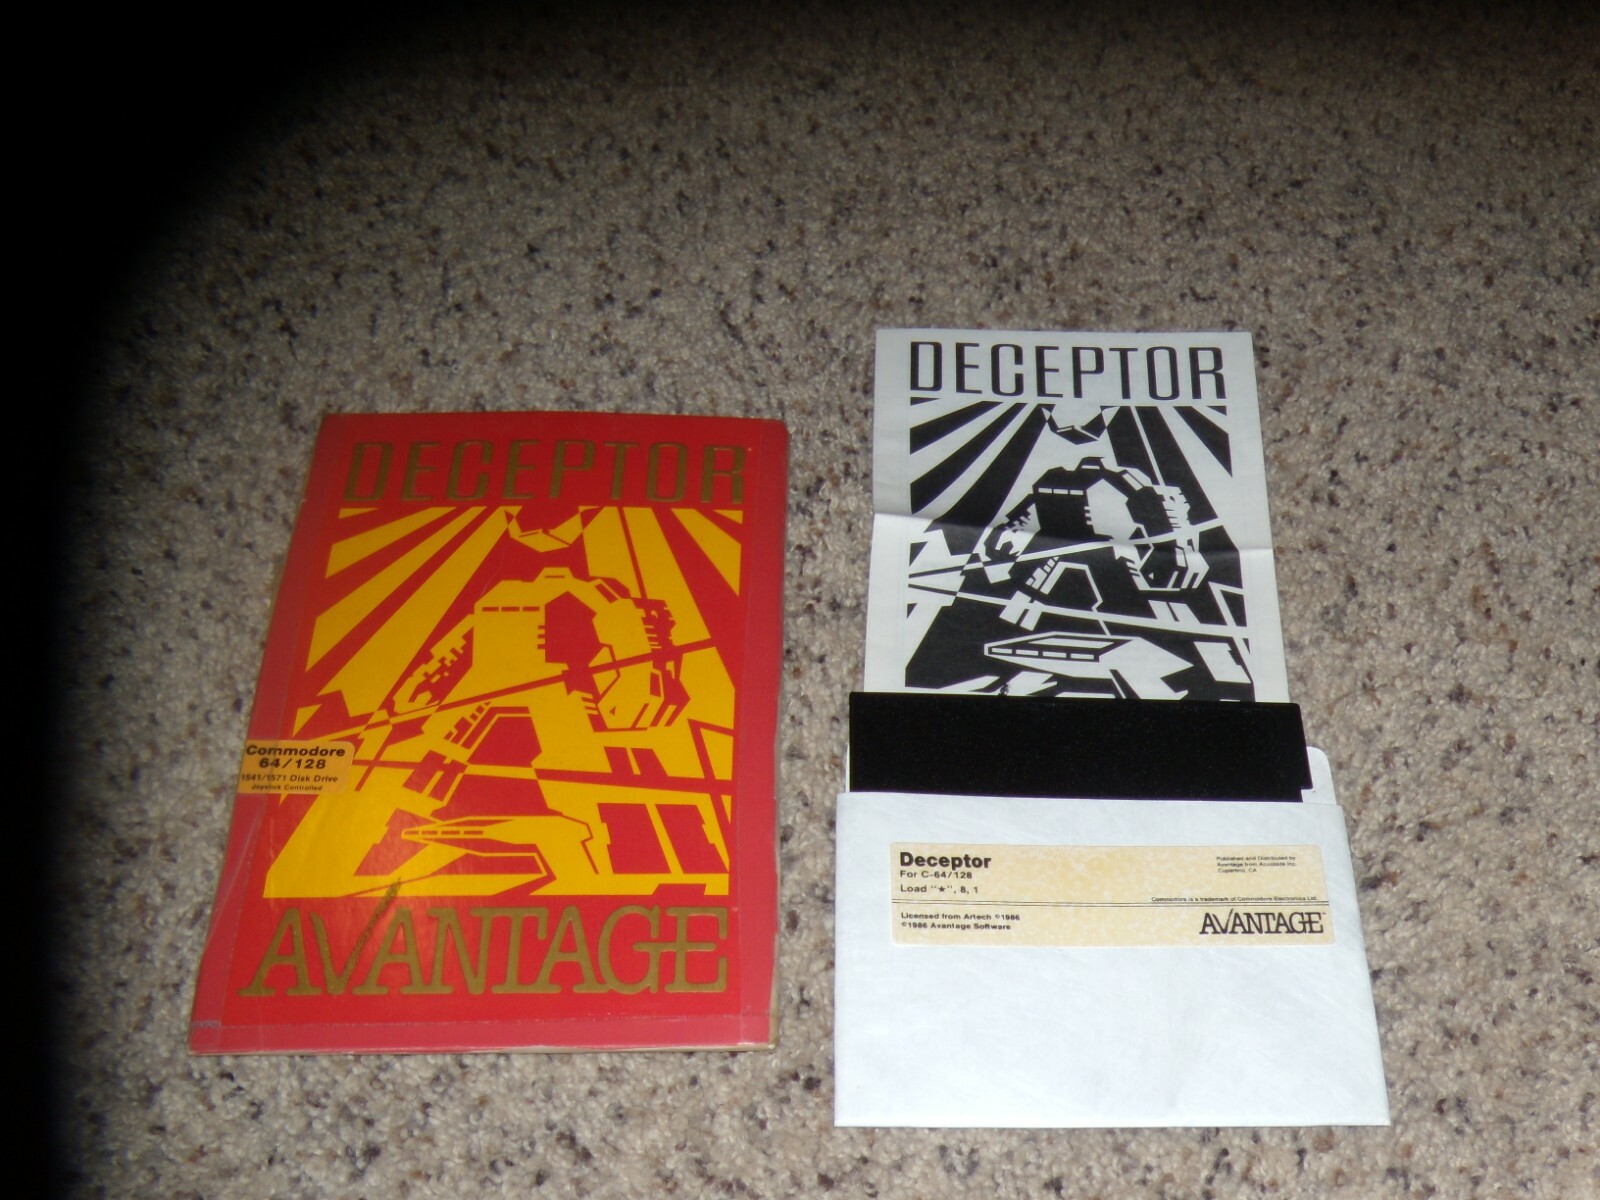 DECEPTOR
Commodore
64/128
1541/1571 Disk Drive
Joystick Controlled
AVANTAGE
DECEPTOR
Deceptor
For C-64/128
Load "★", 8, 1
Published and Distributed by
Avantage from Accolade Inc.
Cupertino, CA
Commodore is a trademark of Commodore Electronics Ltd.
Licensed from Artech ©1986
©1986 Avantage Software
AVANTAGE™